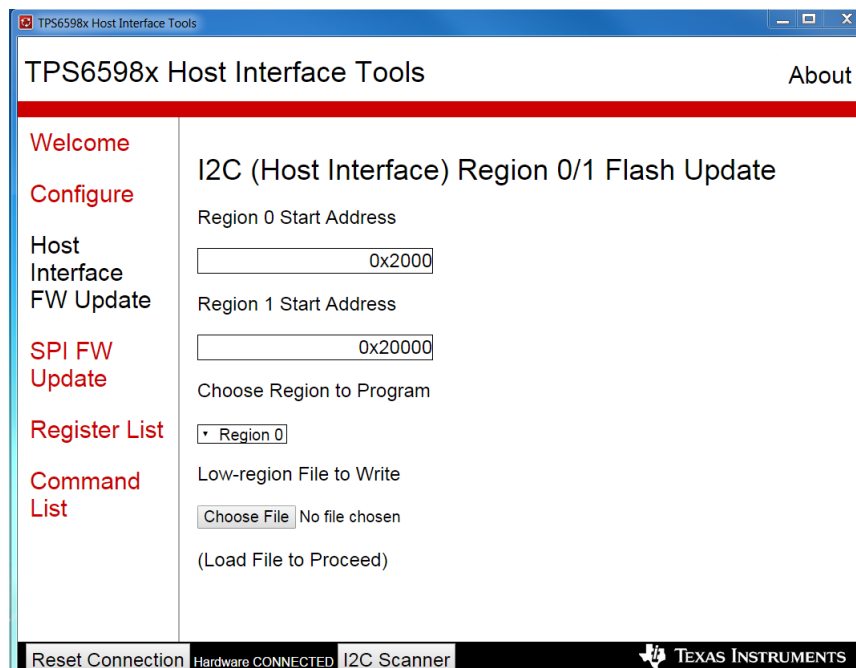 TPS6598x Host Interface Tools
TPS6598x Host Interface Tools
About
Welcome
Configure
Host
Interface
FW Update
SPI FW
Update
Register List
Command
List
I2C (Host Interface) Region 0/1 Flash Update
Region 0 Start Address
0x2000
Region 1 Start Address
0x20000
Choose Region to Program
Region 0
Low-region File to Write
Choose File No file chosen
(Load File to Proceed)
Reset Connection Hardware CONNECTED I2C Scanner
TEXAS INSTRUMENTS